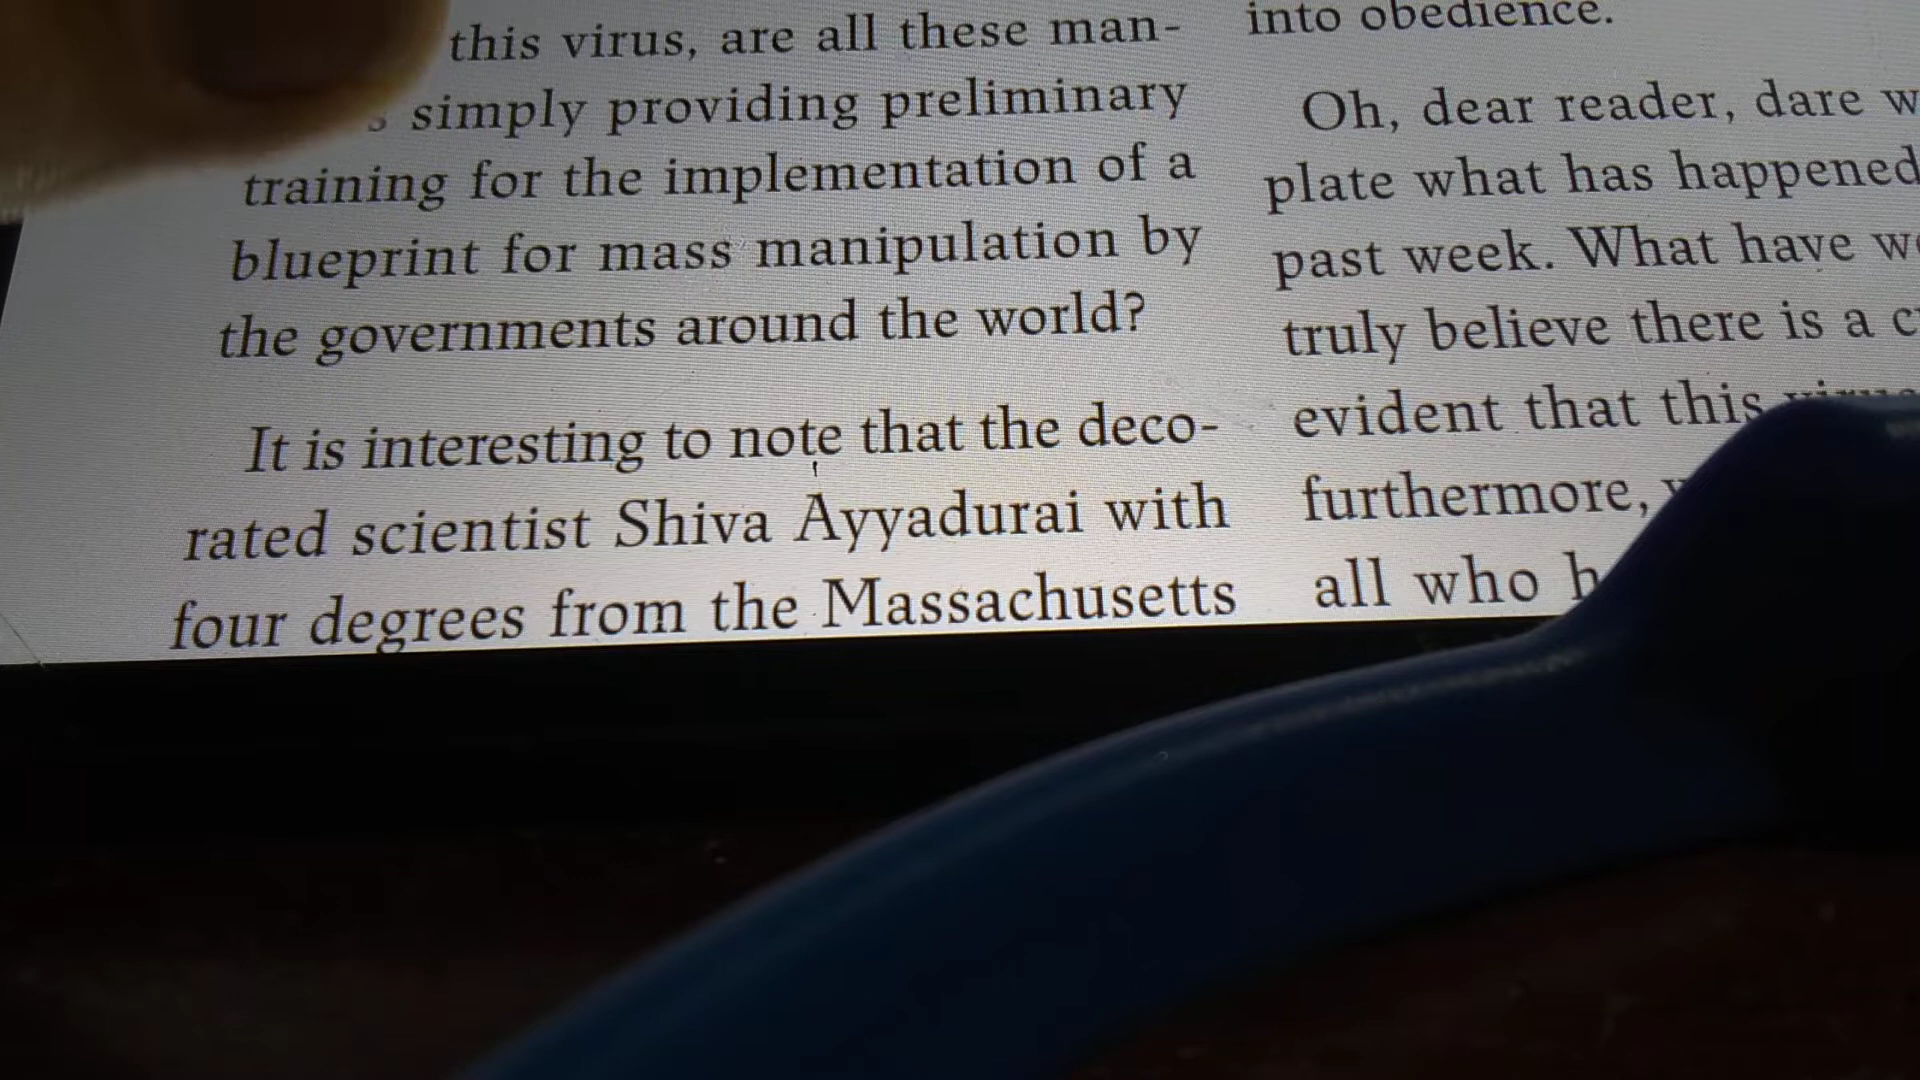 this virus, are all these man-
simply providing preliminary
training for the implementation of a
blueprint for mass manipulation by
the governments around the world?
It is interesting to note that the deco-
rated scientist Shiva Ayyadurai with
four degrees from the Massachusetts
into obedience.
Oh, dear reader, dare
plate what has happened
past week. What have
truly believe there is a
evident that this
furthermore,
all who